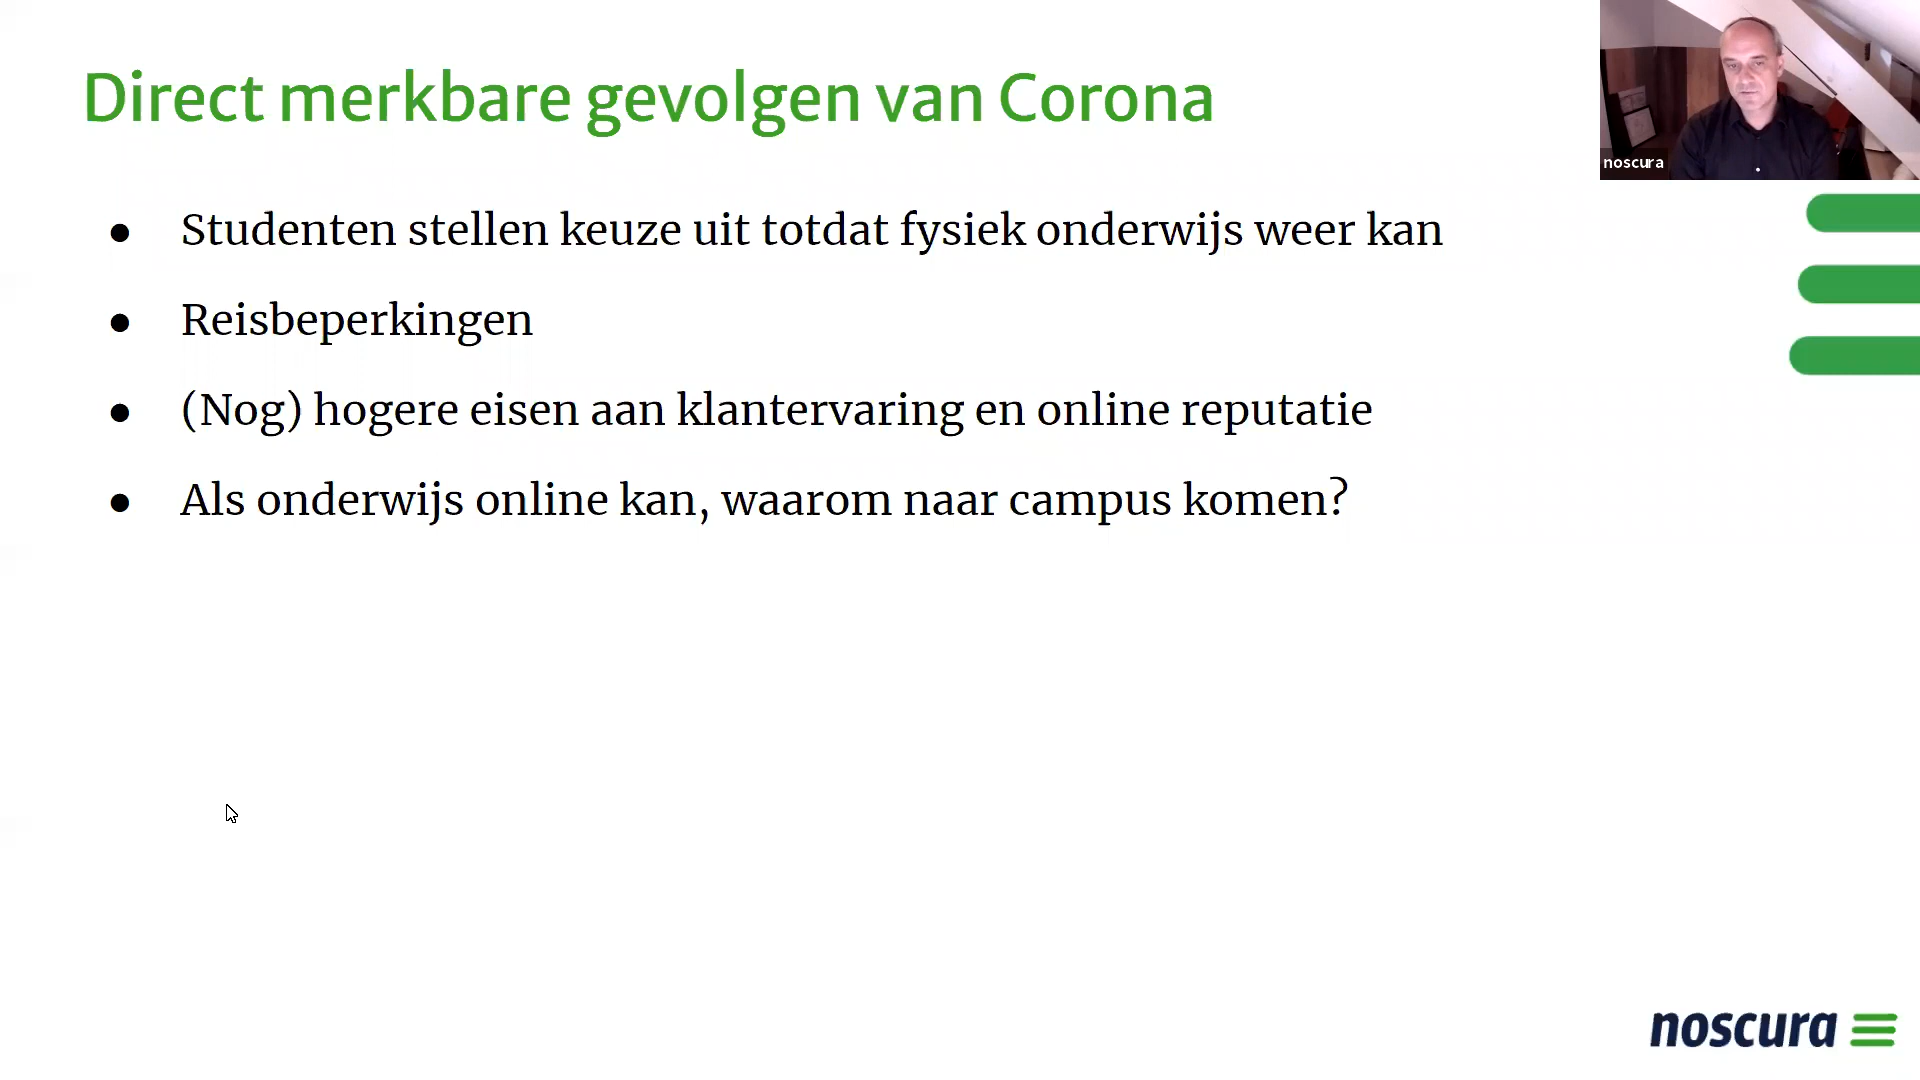 Direct merkbare gevolgen van Corona
noscura
● Studenten stellen keuze uit totdat fysiek onderwijs weer kan
● Reisbeperkingen
● (Nog) hogere eisen aan klantervaring en online reputatie
● Als onderwijs online kan, waarom naar campus komen?
noscura